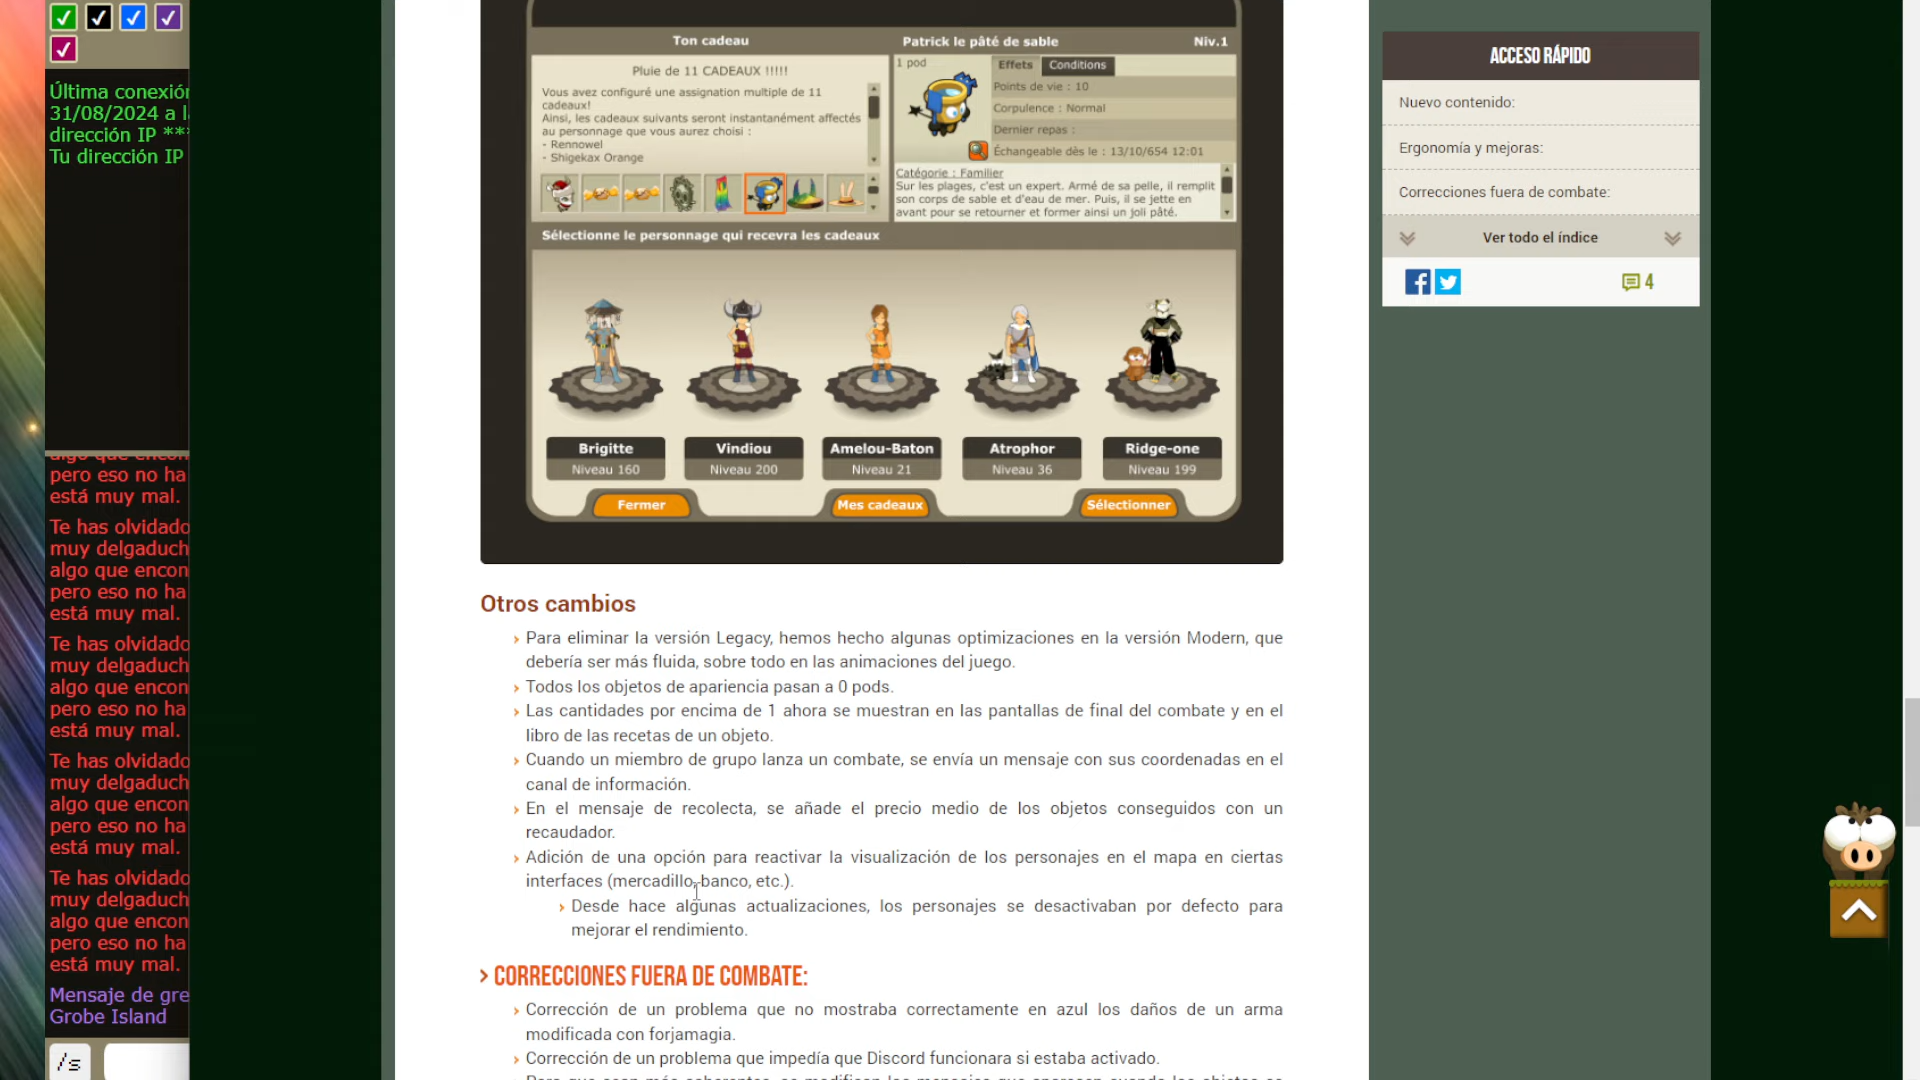 Última conexión
31/08/2024 a l
dirección IP ***
Tu dirección IP
pero eso no ha
está muy mal.
Te has olvidado
muy delgaduch
algo que encon
pero eso no ha
está muy mal.
Te has olvidado
muy delgaduch
algo que encon
pero eso no ha
está muy mal.
Te has olvidado
muy delgaduch
algo que encon
pero eso no ha
está muy mal.
Te has olvidado
muy delgaduch
algo que encon
pero eso no ha
está muy mal.
Mensaje de gre
Grobe Island
/s
Ton cadeau
Pluie de 11 CADEAUX !!!!!
Vous avez configuré une assignation multiple de 11
cadeaux!
Ainsi, les cadeaux suivants seront instantanément affectés
au personnage que vous aurez choisi :
- Rennowel
- Shigekax Orange
Patrick le pâté de sable Niv.1
1 pod
Effets Conditions
Points de vie : 10
Corpulence : Normal
Dernier repas :
Échangeable dès le : 13/10/654 12:01
Catégorie : Familier
Sur les plages, c'est un expert. Armé de sa pelle, il remplit
son corps de sable et d'eau de mer. Puis, il se jette en
avant pour se retourner et former ainsi un joli pâté.
Sélectionne le personnage qui recevra les cadeaux
Brigitte Vindiou Amelou-Baton Atrophor Ridge-one
Niveau 160 Niveau 200 Niveau 21 Niveau 36 Niveau 199
Fermer Mes cadeaux Sélectionner
Otros cambios
Para eliminar la versión Legacy, hemos hecho algunas optimizaciones en la versión Modern, que
debería ser más fluida, sobre todo en las animaciones del juego.
Todos los objetos de apariencia pasan a 0 pods.
Las cantidades por encima de 1 ahora se muestran en las pantallas de final del combate y en el
libro de las recetas de un objeto.
Cuando un miembro de grupo lanza un combate, se envía un mensaje con sus coordenadas en el
canal de información.
En el mensaje de recolecta, se añade el precio medio de los objetos conseguidos con un
recaudador.
Adición de una opción para reactivar la visualización de los personajes en el mapa en ciertas
interfaces (mercadillo, banco, etc.).
Desde hace algunas actualizaciones, los personajes se desactivaban por defecto para
mejorar el rendimiento.
CORRECCIONES FUERA DE COMBATE:
Corrección de un problema que no mostraba correctamente en azul los daños de un arma
modificada con forjamagia.
Corrección de un problema que impedía que Discord funcionara si estaba activado.
ACCESO RÁPIDO
Nuevo contenido:
Ergonomía y mejoras:
Correcciones fuera de combate:
Ver todo el índice
4